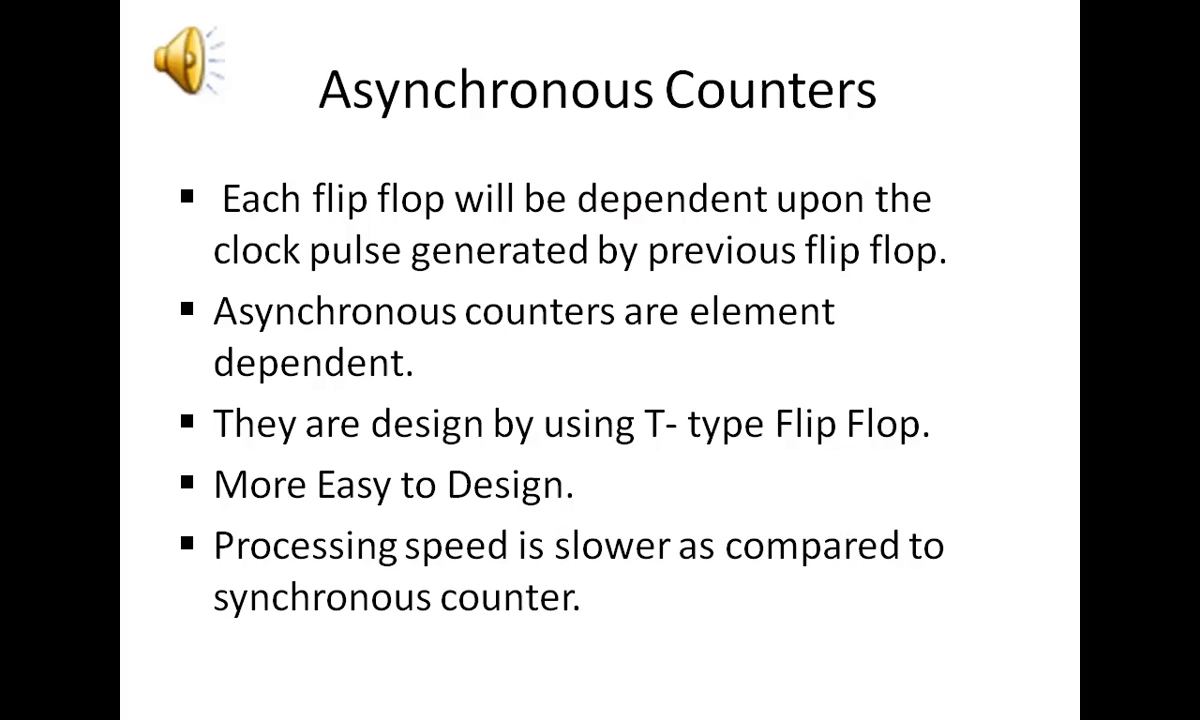 Asynchronous Counters
▪ Each flip flop will be dependent upon the
clock pulse generated by previous flip flop.
▪ Asynchronous counters are element
dependent.
▪ They are design by using T- type Flip Flop.
▪ More Easy to Design.
▪ Processing speed is slower as compared to
synchronous counter.